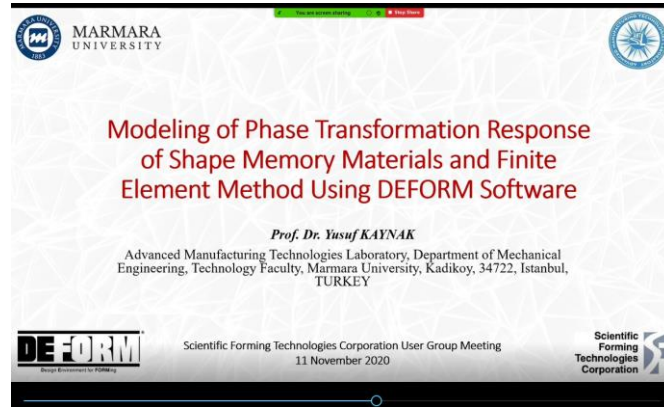 You are screen sharing
Stop Share
MARMARA
UNIVERSITY
MARMARA UNIVERSITY
1883
Modeling of Phase Transformation Response
of Shape Memory Materials and Finite
Element Method Using DEFORM Software
Prof. Dr. Yusuf KAYNAK
Advanced Manufacturing Technologies Laboratory, Department of Mechanical
Engineering, Technology Faculty, Marmara University, Kadikoy, 34722, Istanbul,
TURKEY
DEFORM
Design Environment for FORMing
Scientific Forming Technologies Corporation User Group Meeting
11 November 2020
Scientific
Forming
Technologies
Corporation